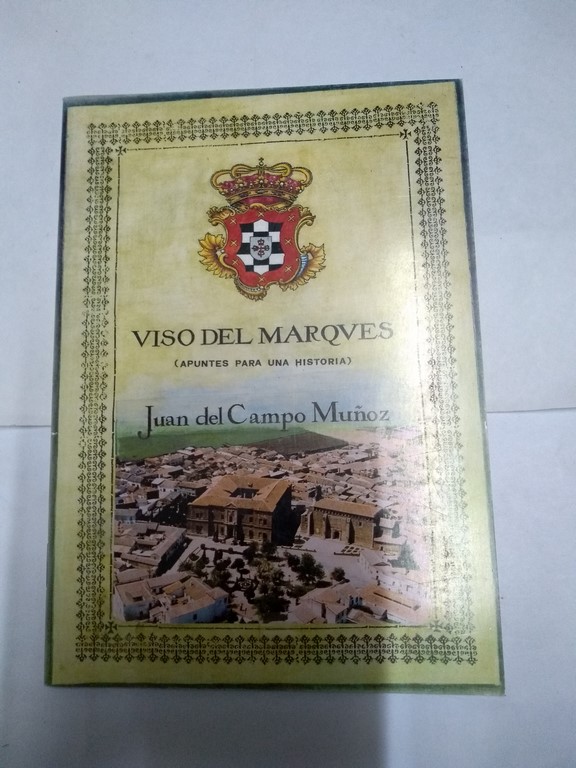 VISO DEL MARQVES
(APUNTES PARA UNA HISTORIA)
Juan del Campo Muñoz